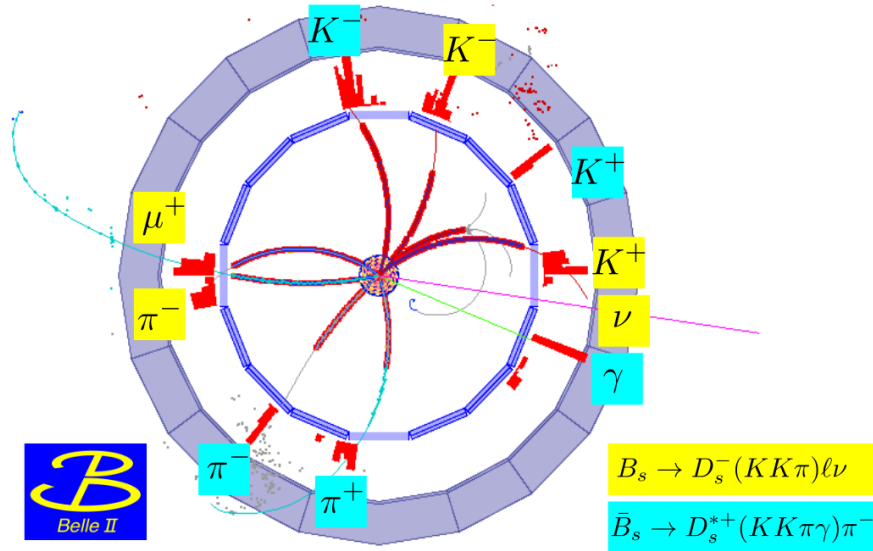 K⁻
K⁻
K⁺
μ⁺
K⁺
π⁻
ν
γ
π⁻
π⁺
Belle II
B_s → D_s⁻(KKπ)ℓν
B̄_s → D_s*⁺(KKπγ)π⁻